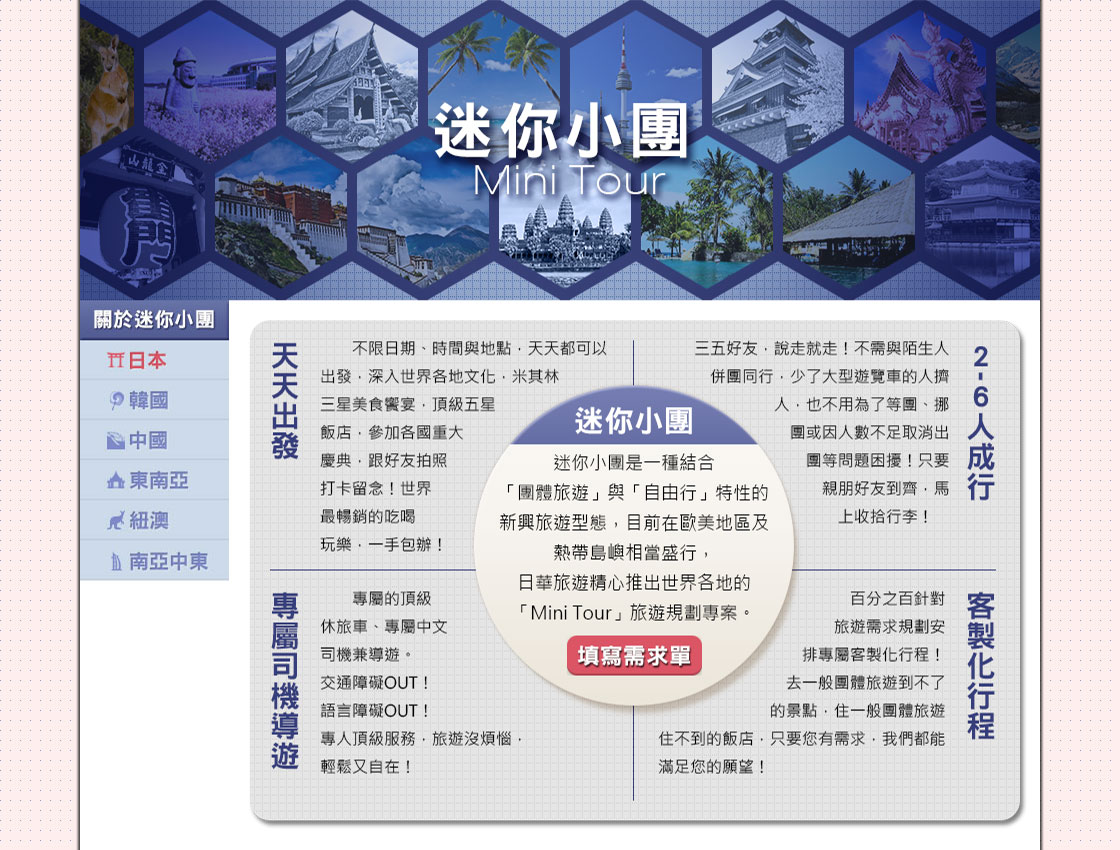 迷你小團
Mini Tour
山龍金
雷門
關於迷你小團
日本
韓國
中國
東南亞
紐澳
南亞中東
天天出發
不限日期、時間與地點，天天都可以
出發，深入世界各地文化，米其林
三星美食饗宴，頂級五星
飯店，參加各國重大
慶典，跟好友拍照
打卡留念！世界
最暢銷的吃喝
玩樂，一手包辦！
2-6人成行
三五好友，說走就走！不需與陌生人
併團同行，少了大型遊覽車的人擠
人，也不用為了等團、挪
團或因人數不足取消出
團等問題困擾！只要
親朋好友到齊，馬
上收拾行李！
迷你小團
迷你小團是一種結合
「團體旅遊」與「自由行」特性的
新興旅遊型態，目前在歐美地區及
熱帶島嶼相當盛行，
日華旅遊精心推出世界各地的
「Mini Tour」旅遊規劃專案。
填寫需求單
專屬司機導遊
專屬的頂級
休旅車、專屬中文
司機兼導遊。
交通障礙OUT！
語言障礙OUT！
專人頂級服務，旅遊沒煩惱，
輕鬆又自在！
客製化行程
百分之百針對
旅遊需求規劃安
排專屬客製化行程！
去一般團體旅遊到不了
的景點，住一般團體旅遊
住不到的飯店，只要您有需求，我們都能
滿足您的願望！